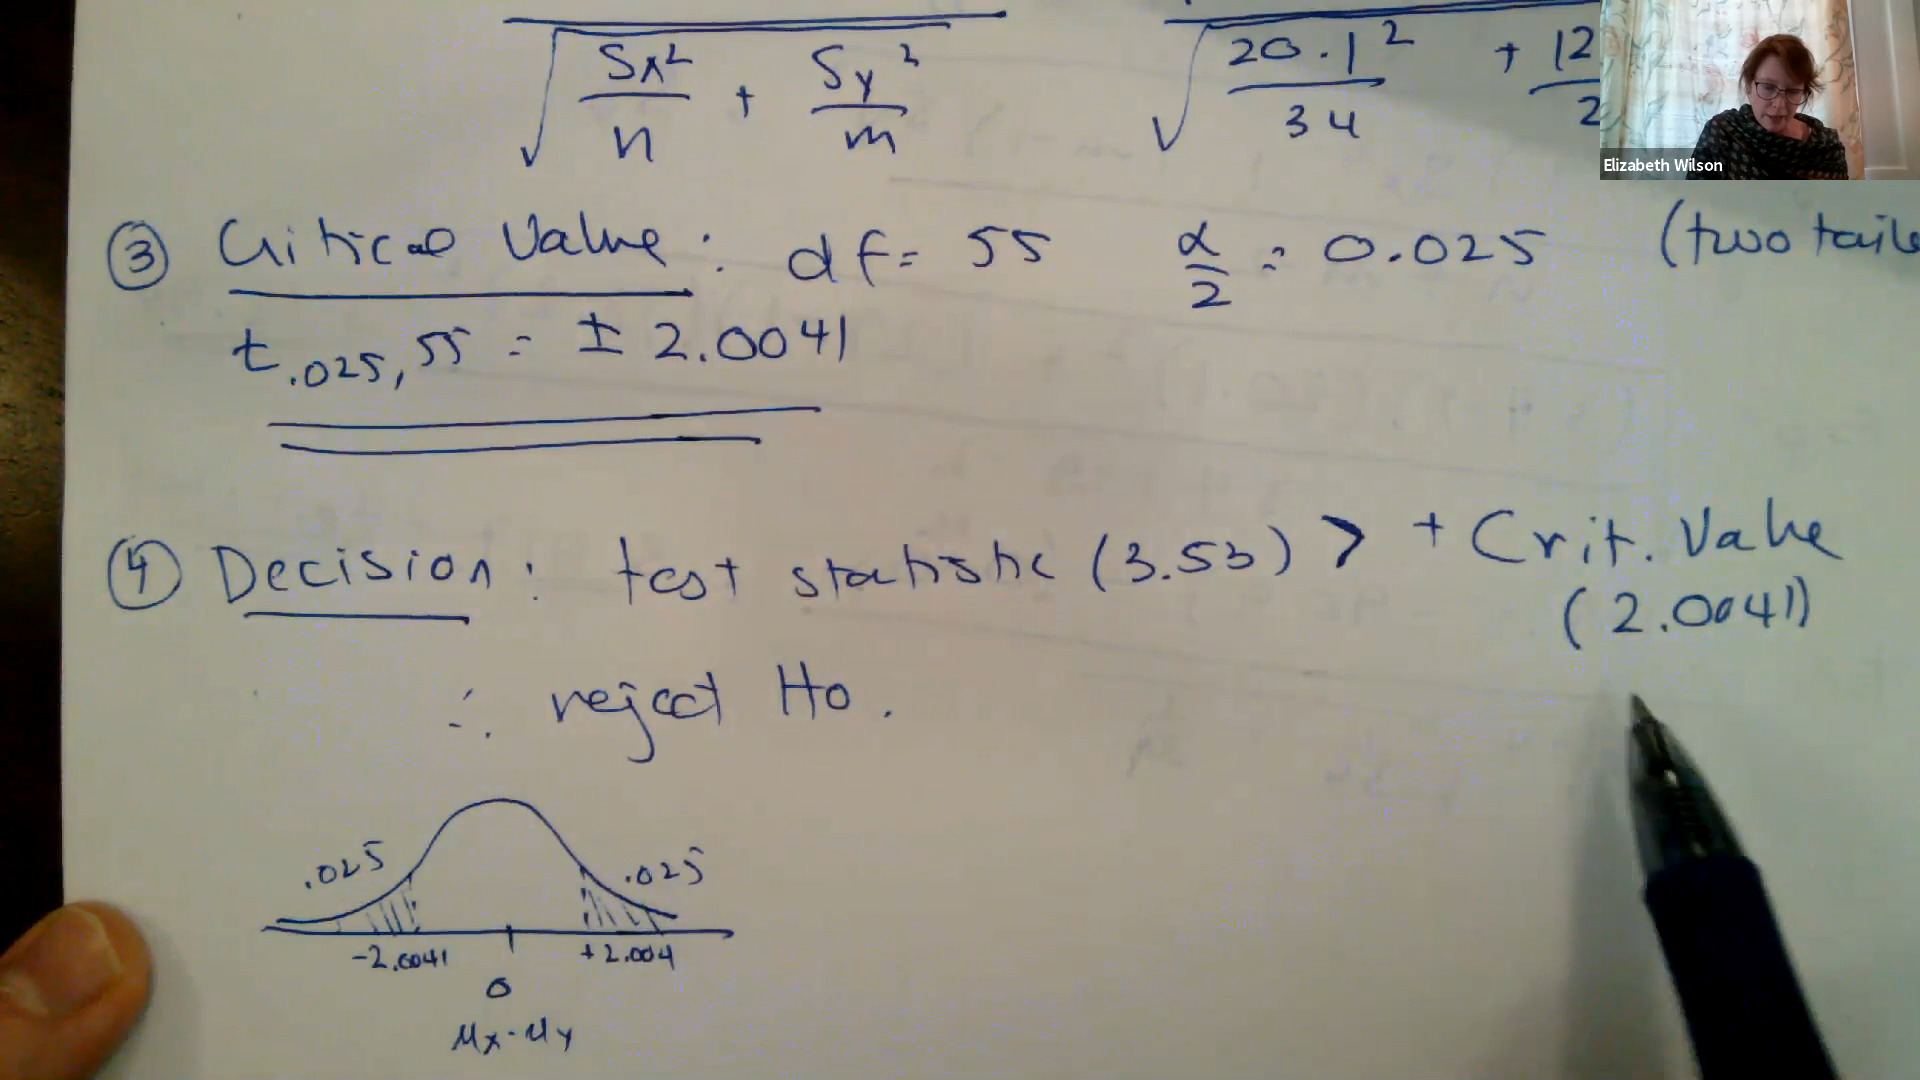 Sx² / n + Sy² / m
20.1² / 34 + 12
2
Elizabeth Wilson
③ Critical Value: df = 55 α/2 = 0.025 (two taile
t.025, 55 = ± 2.0041
④ Decision: test statistic (3.53) > + Crit. Value
(2.0041)
∴ reject Ho.
.025 .025
-2.0041 +2.004
0
μx - μy